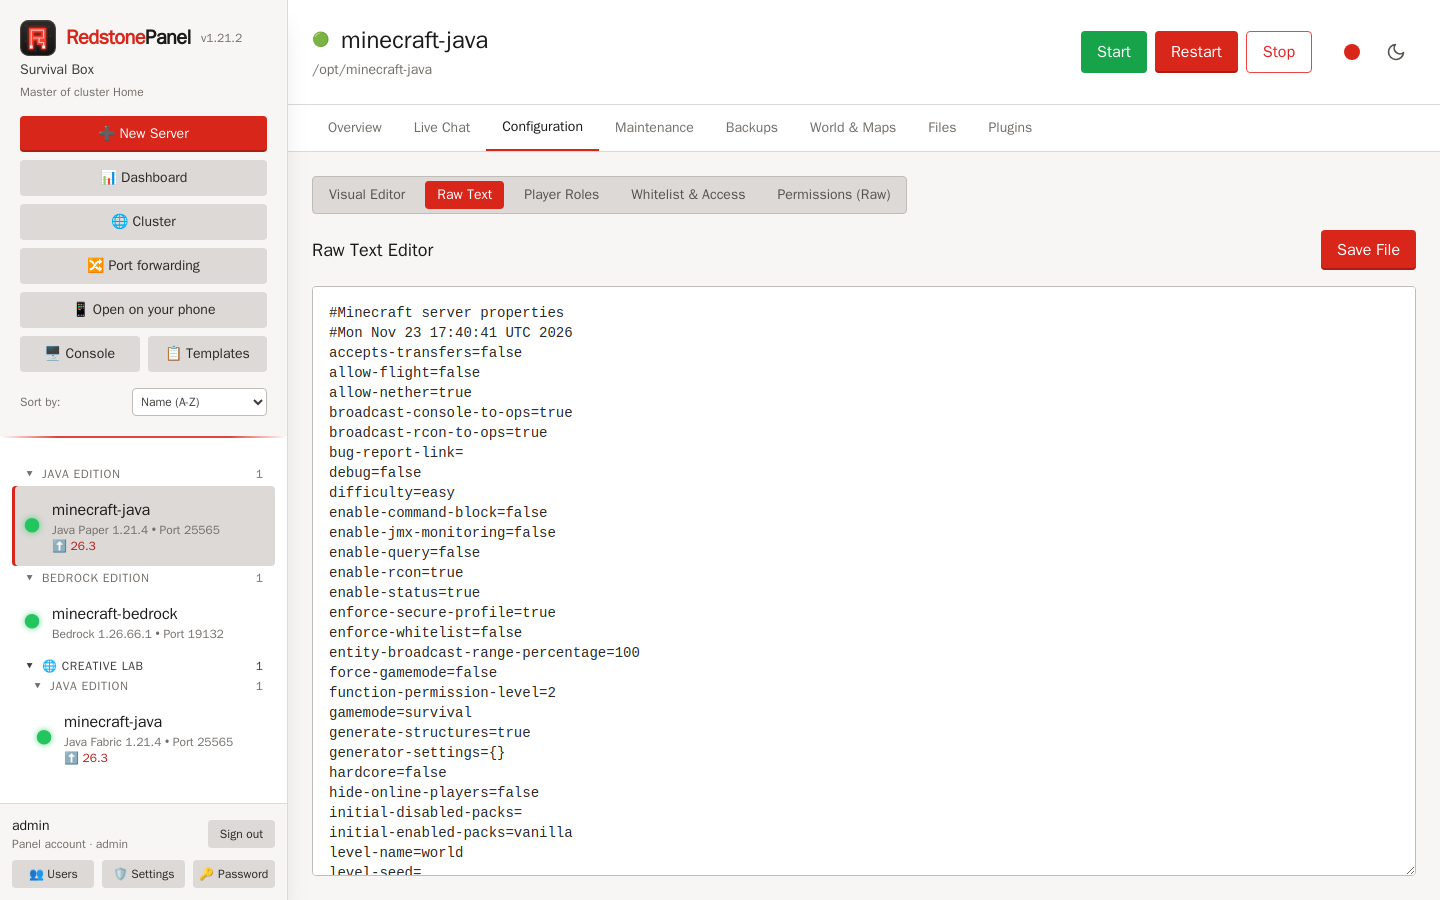 RedstonePanel v1.21.2
Survival Box
Master of cluster Home
➕ New Server
📊 Dashboard
🌐 Cluster
🔀 Port forwarding
📱 Open on your phone
🖥️ Console
📋 Templates
Sort by:
Name (A-Z)
▼ JAVA EDITION 1
minecraft-java
Java Paper 1.21.4 • Port 25565
⬆️ 26.3
▼ BEDROCK EDITION 1
minecraft-bedrock
Bedrock 1.26.66.1 • Port 19132
▼ 🌐 CREATIVE LAB 1
▼ JAVA EDITION 1
minecraft-java
Java Fabric 1.21.4 • Port 25565
⬆️ 26.3
admin
Panel account · admin
Sign out
👥 Users
🛡️ Settings
🔑 Password
minecraft-java
/opt/minecraft-java
Start
Restart
Stop
Overview
Live Chat
Configuration
Maintenance
Backups
World & Maps
Files
Plugins
Visual Editor
Raw Text
Player Roles
Whitelist & Access
Permissions (Raw)
Raw Text Editor
Save File
#Minecraft server properties
#Mon Nov 23 17:40:41 UTC 2026
accepts-transfers=false
allow-flight=false
allow-nether=true
broadcast-console-to-ops=true
broadcast-rcon-to-ops=true
bug-report-link=
debug=false
difficulty=easy
enable-command-block=false
enable-jmx-monitoring=false
enable-query=false
enable-rcon=true
enable-status=true
enforce-secure-profile=true
enforce-whitelist=false
entity-broadcast-range-percentage=100
force-gamemode=false
function-permission-level=2
gamemode=survival
generate-structures=true
generator-settings={}
hardcore=false
hide-online-players=false
initial-disabled-packs=
initial-enabled-packs=vanilla
level-name=world
level-seed=